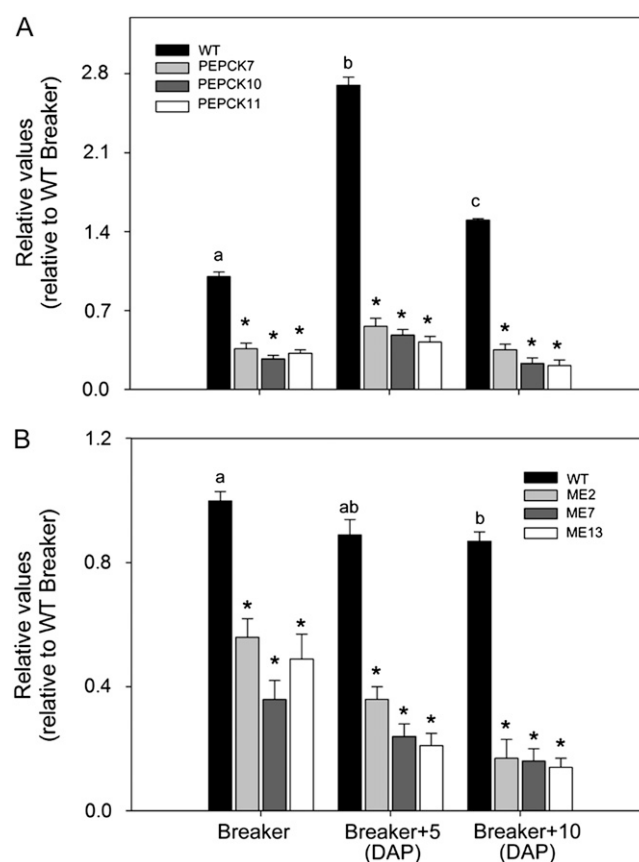 A
Relative values
(relative to WT Breaker)
2.8
2.1
1.4
0.7
0.0
WT
PEPCK7
PEPCK10
PEPCK11
a
* * *
b
* * *
c
* * *
B
Relative values
(relative to WT Breaker)
1.2
0.8
0.4
0.0
WT
ME2
ME7
ME13
a
* * *
ab
* * *
b
* * *
Breaker
Breaker+5
(DAP)
Breaker+10
(DAP)